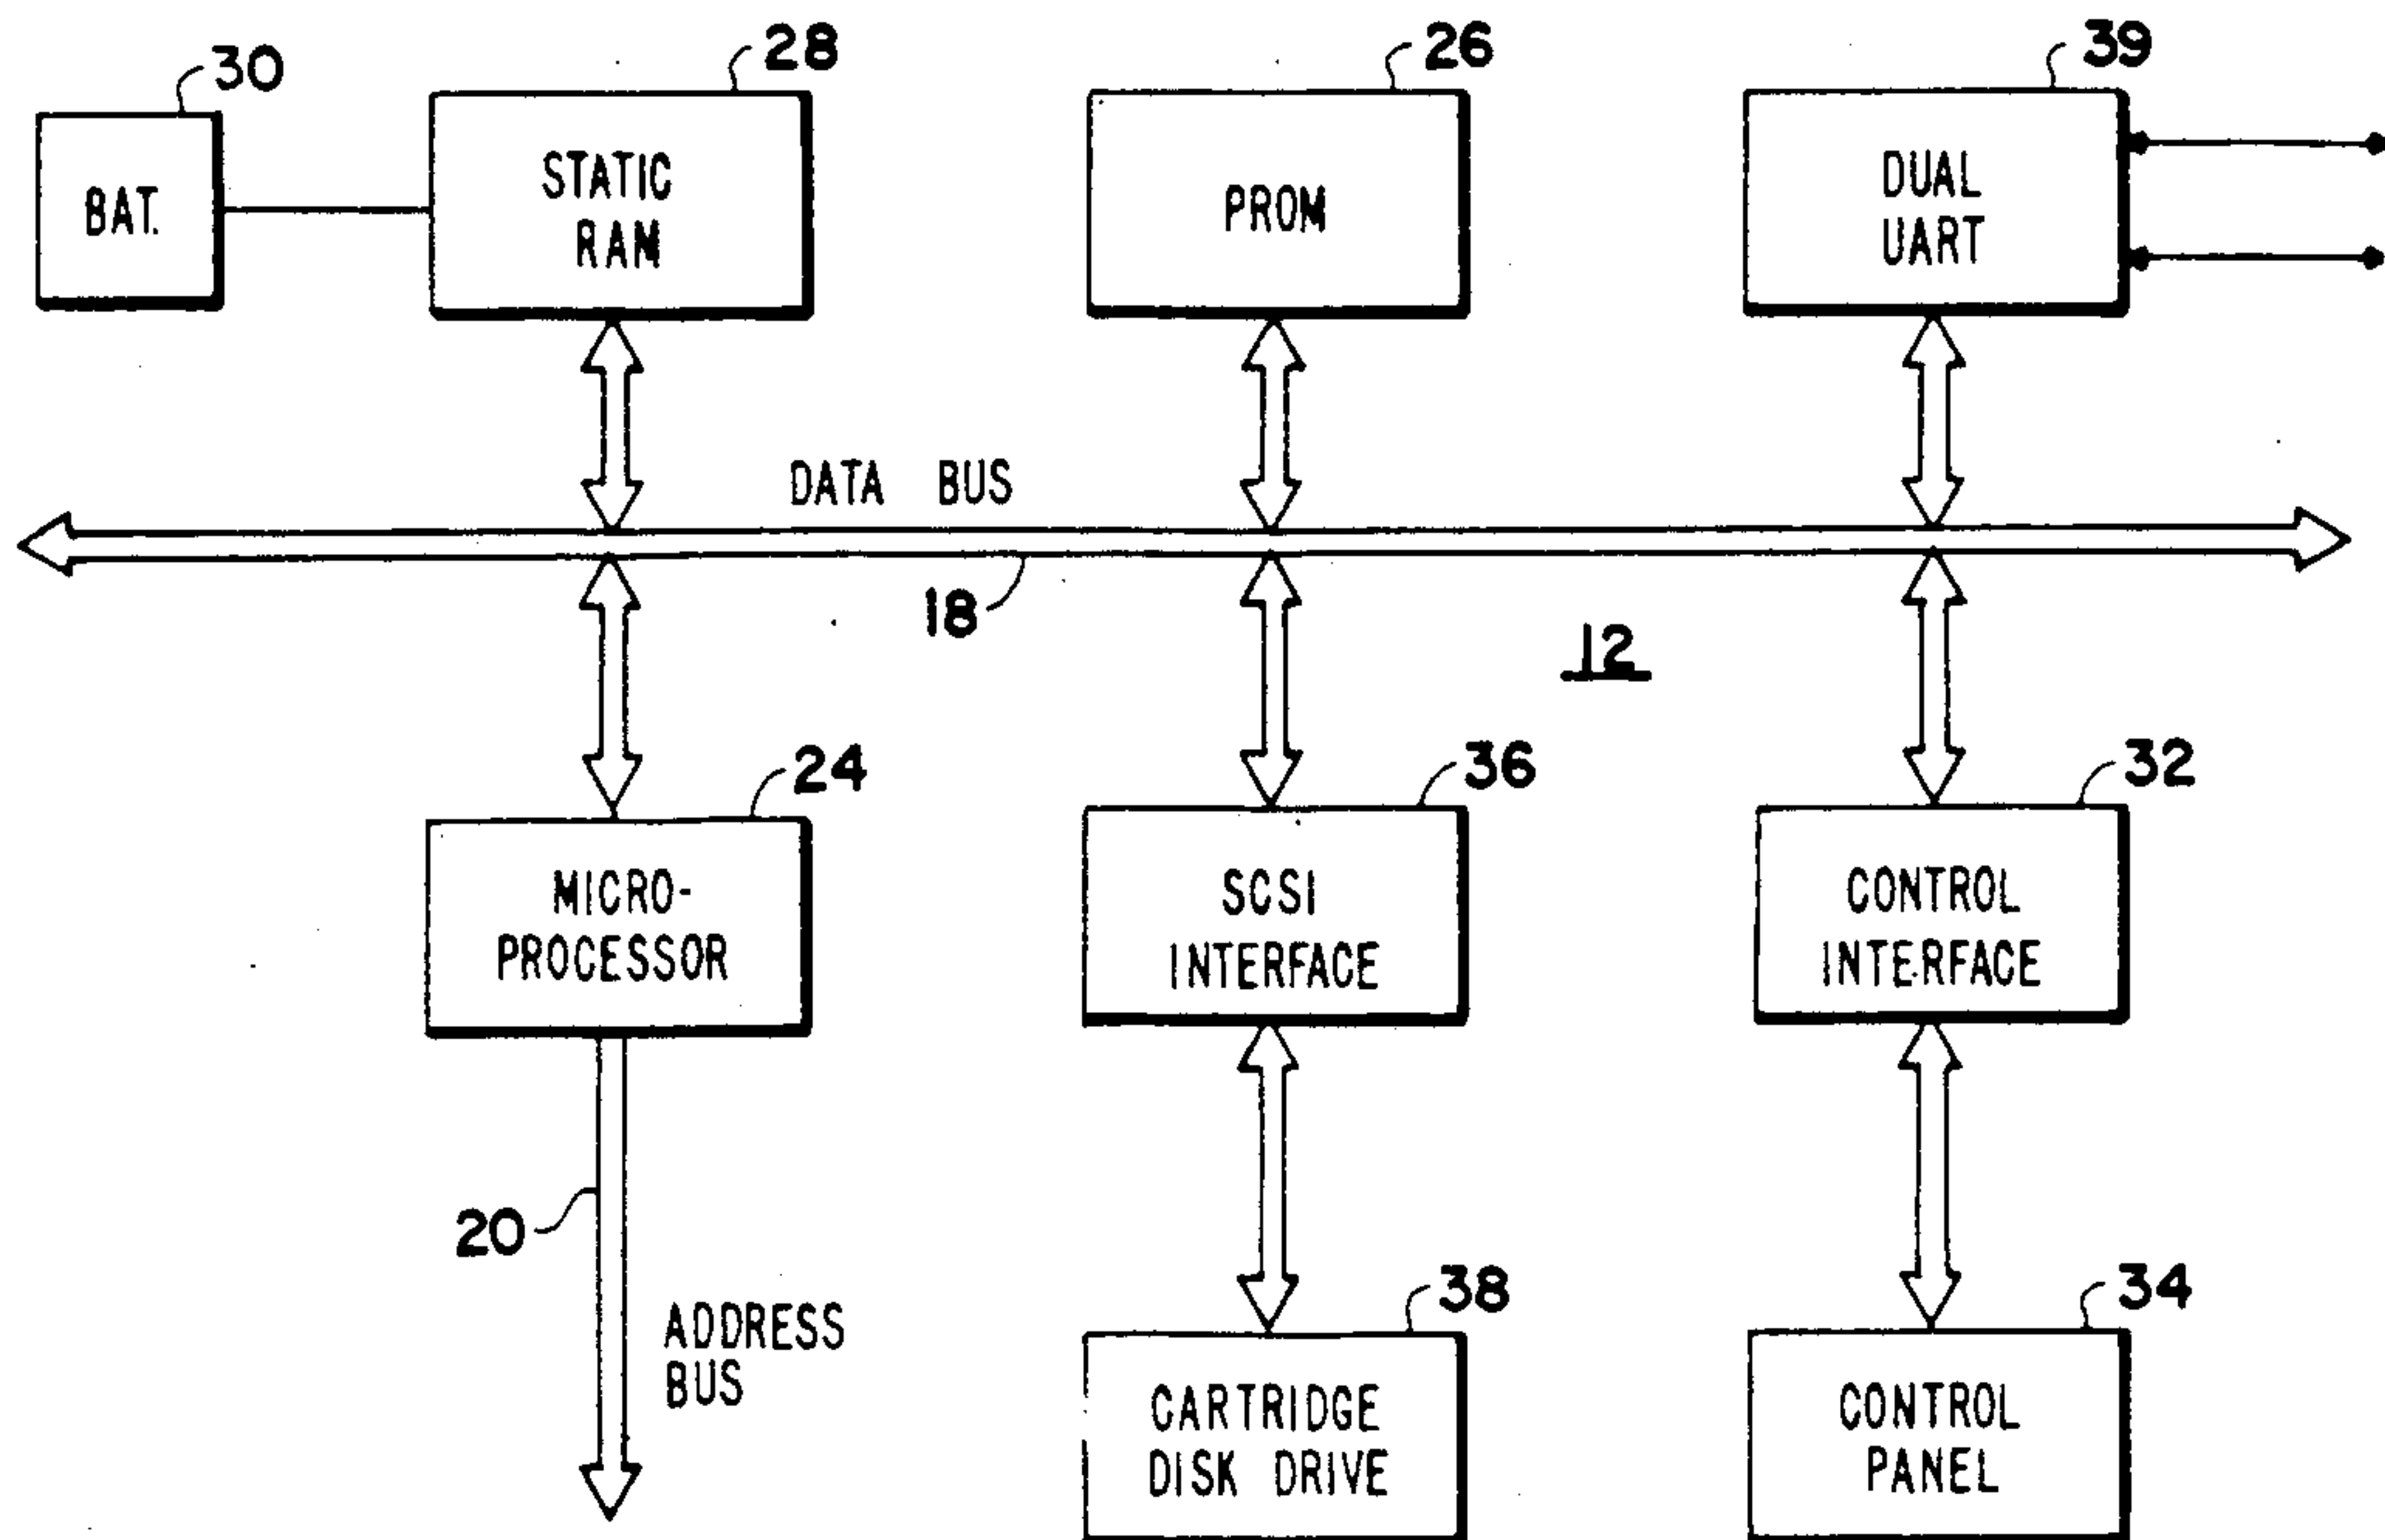 30
28
26
39
BAT.
STATIC
RAM
PROM
DUAL
UART
DATA BUS
18
12
24
36
32
MICRO-
PROCESSOR
SCSI
INTERFACE
CONTROL
INTERFACE
20
ADDRESS
BUS
38
34
CARTRIDGE
DISK DRIVE
CONTROL
PANEL